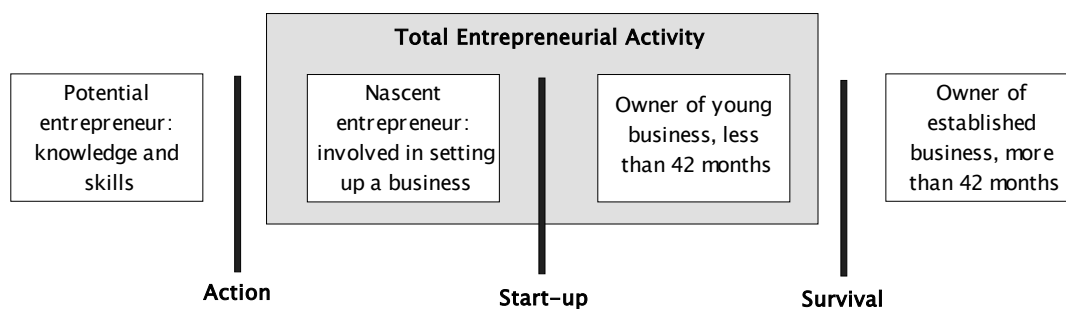 Total Entrepreneurial Activity
Potential
entrepreneur:
knowledge and
skills
Nascent
entrepreneur:
involved in setting
up a business
Owner of young
business, less
than 42 months
Owner of
established
business, more
than 42 months
Action
Start-up
Survival